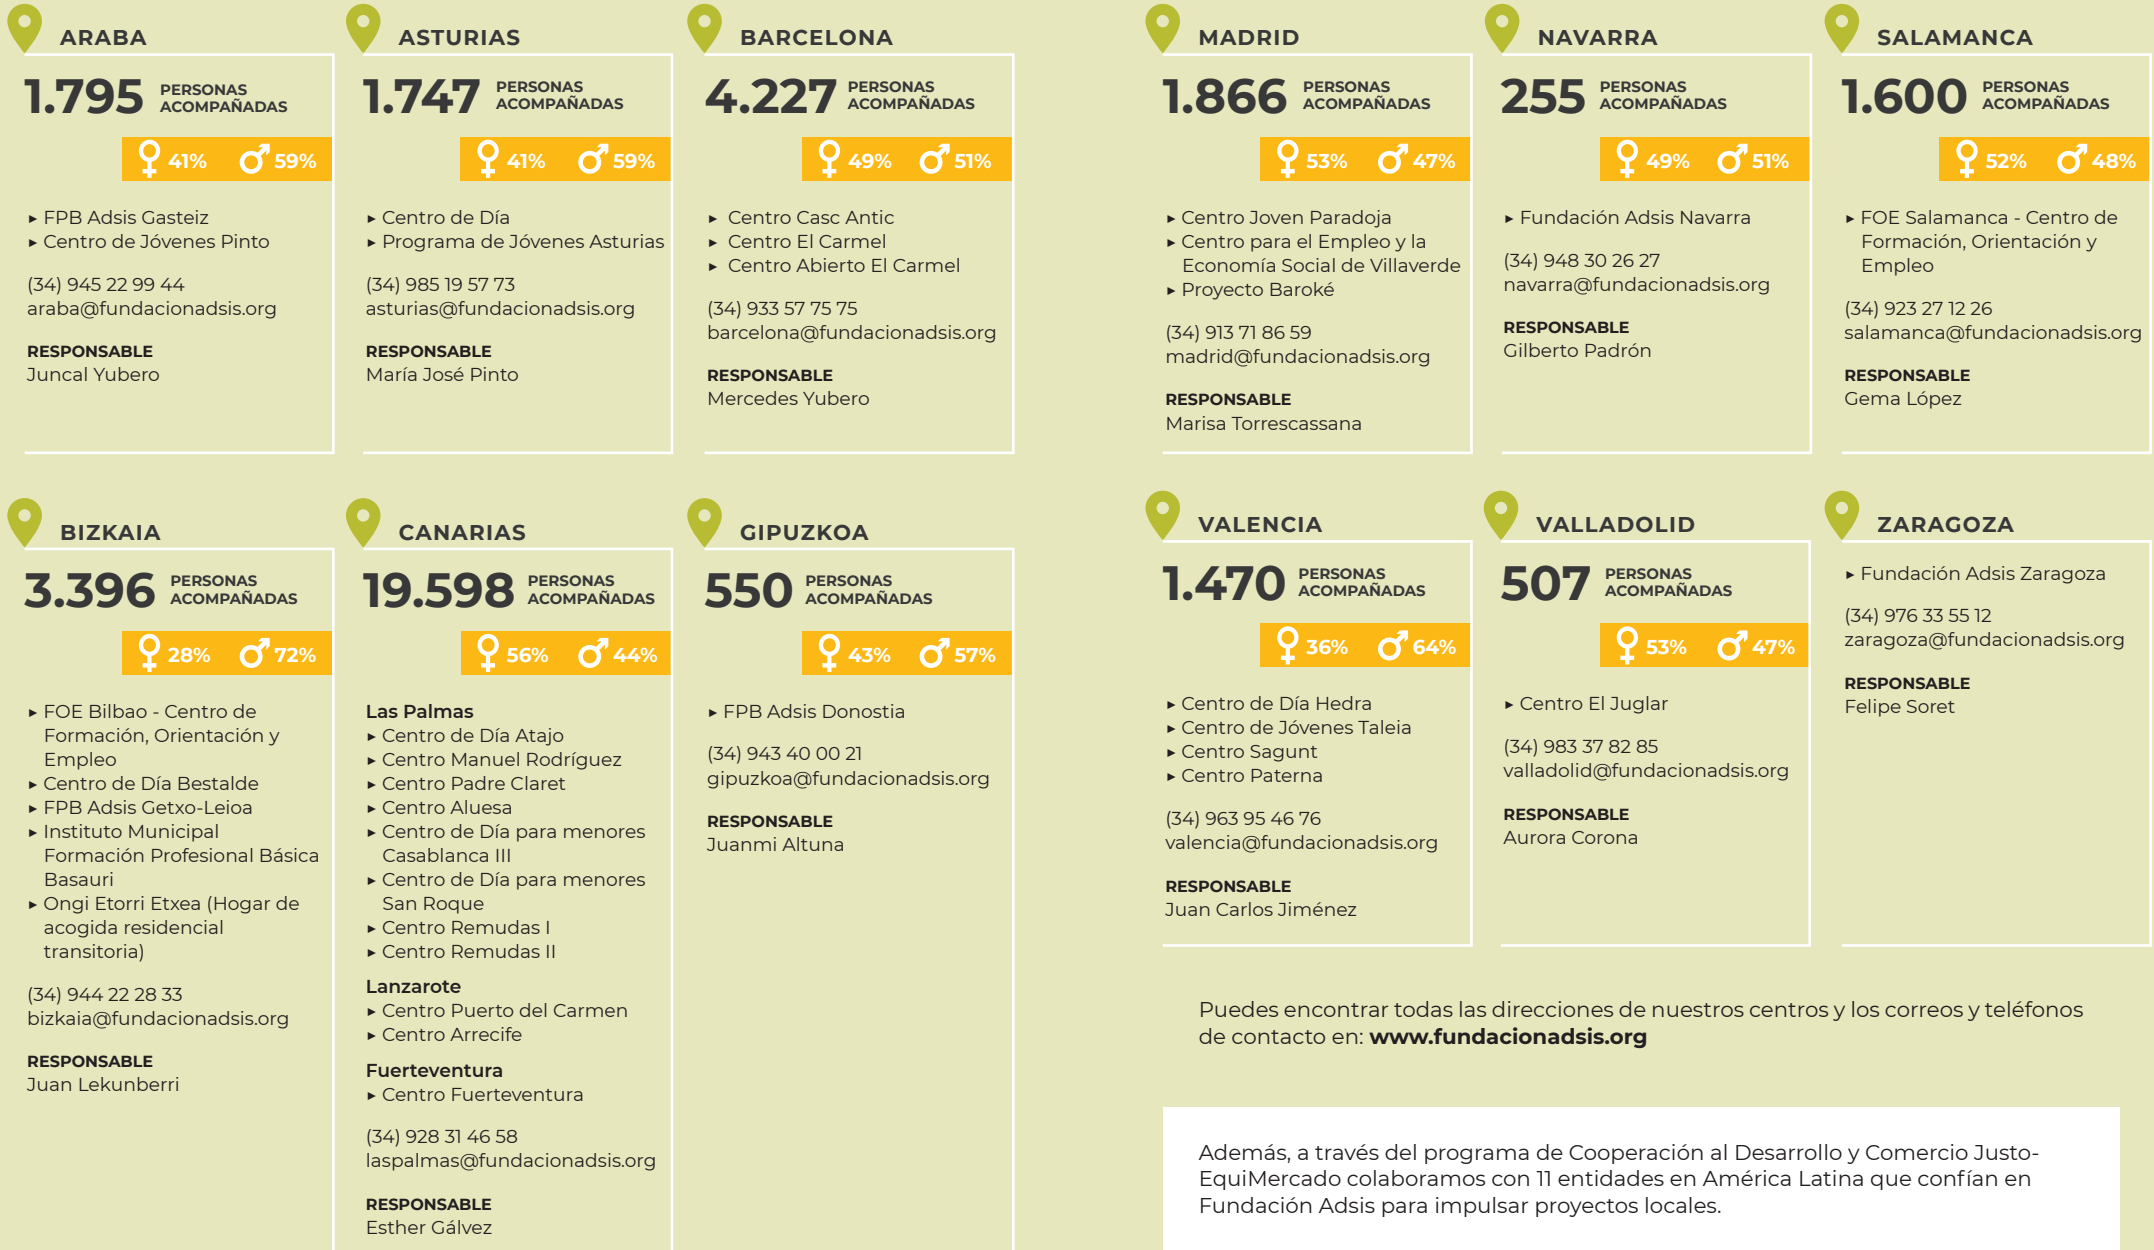 ARABA
1.795 PERSONAS
ACOMPAÑADAS
41% 59%
▸ FPB Adsis Gasteiz
▸ Centro de Jóvenes Pinto
(34) 945 22 99 44
araba@fundacionadsis.org
RESPONSABLE
Juncal Yubero
ASTURIAS
1.747 PERSONAS
ACOMPAÑADAS
41% 59%
▸ Centro de Día
▸ Programa de Jóvenes Asturias
(34) 985 19 57 73
asturias@fundacionadsis.org
RESPONSABLE
María José Pinto
BARCELONA
4.227 PERSONAS
ACOMPAÑADAS
49% 51%
▸ Centro Casc Antic
▸ Centro El Carmel
▸ Centro Abierto El Carmel
(34) 933 57 75 75
barcelona@fundacionadsis.org
RESPONSABLE
Mercedes Yubero
BIZKAIA
3.396 PERSONAS
ACOMPAÑADAS
28% 72%
▸ FOE Bilbao - Centro de
Formación, Orientación y
Empleo
▸ Centro de Día Bestalde
▸ FPB Adsis Getxo-Leioa
▸ Instituto Municipal
Formación Profesional Básica
Basauri
▸ Ongi Etorri Etxea (Hogar de
acogida residencial
transitoria)
(34) 944 22 28 33
bizkaia@fundacionadsis.org
RESPONSABLE
Juan Lekunberri
CANARIAS
19.598 PERSONAS
ACOMPAÑADAS
56% 44%
Las Palmas
▸ Centro de Día Atajo
▸ Centro Manuel Rodríguez
▸ Centro Padre Claret
▸ Centro Aluesa
▸ Centro de Día para menores
Casablanca III
▸ Centro de Día para menores
San Roque
▸ Centro Remudas I
▸ Centro Remudas II
Lanzarote
▸ Centro Puerto del Carmen
▸ Centro Arrecife
Fuerteventura
▸ Centro Fuerteventura
(34) 928 31 46 58
laspalmas@fundacionadsis.org
RESPONSABLE
Esther Gálvez
GIPUZKOA
550 PERSONAS
ACOMPAÑADAS
43% 57%
▸ FPB Adsis Donostia
(34) 943 40 00 21
gipuzkoa@fundacionadsis.org
RESPONSABLE
Juanmi Altuna
MADRID
1.866 PERSONAS
ACOMPAÑADAS
53% 47%
▸ Centro Joven Paradoja
▸ Centro para el Empleo y la
Economía Social de Villaverde
▸ Proyecto Baroké
(34) 913 71 86 59
madrid@fundacionadsis.org
RESPONSABLE
Marisa Torrescassana
NAVARRA
255 PERSONAS
ACOMPAÑADAS
49% 51%
▸ Fundación Adsis Navarra
(34) 948 30 26 27
navarra@fundacionadsis.org
RESPONSABLE
Gilberto Padrón
SALAMANCA
1.600 PERSONAS
ACOMPAÑADAS
52% 48%
▸ FOE Salamanca - Centro de
Formación, Orientación y
Empleo
(34) 923 27 12 26
salamanca@fundacionadsis.org
RESPONSABLE
Gema López
VALENCIA
1.470 PERSONAS
ACOMPAÑADAS
36% 64%
▸ Centro de Día Hedra
▸ Centro de Jóvenes Taleia
▸ Centro Sagunt
▸ Centro Paterna
(34) 963 95 46 76
valencia@fundacionadsis.org
RESPONSABLE
Juan Carlos Jiménez
VALLADOLID
507 PERSONAS
ACOMPAÑADAS
53% 47%
▸ Centro El Juglar
(34) 983 37 82 85
valladolid@fundacionadsis.org
RESPONSABLE
Aurora Corona
ZARAGOZA
▸ Fundación Adsis Zaragoza
(34) 976 33 55 12
zaragoza@fundacionadsis.org
RESPONSABLE
Felipe Soret
Puedes encontrar todas las direcciones de nuestros centros y los correos y teléfonos
de contacto en: www.fundacionadsis.org
Además, a través del programa de Cooperación al Desarrollo y Comercio Justo-
EquiMercado colaboramos con 11 entidades en América Latina que confían en
Fundación Adsis para impulsar proyectos locales.